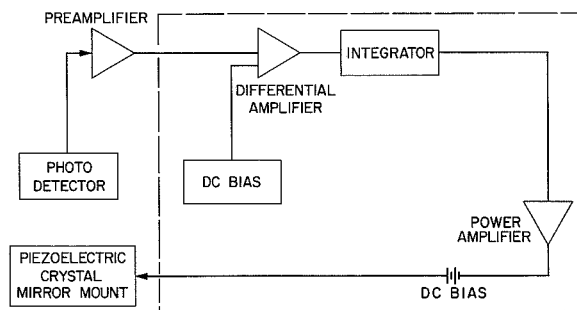 PREAMPLIFIER
INTEGRATOR
DIFFERENTIAL
AMPLIFIER
PHOTO
DETECTOR
DC BIAS
POWER
AMPLIFIER
PIEZOELECTRIC
CRYSTAL
MIRROR MOUNT
DC BIAS